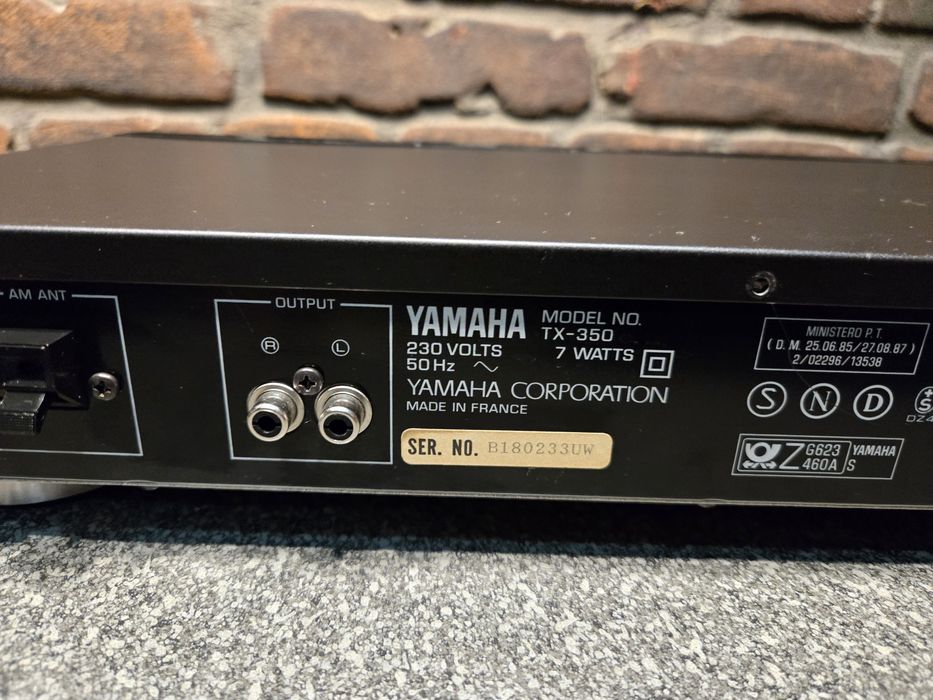 AM ANT
OUTPUT
R L
YAMAHA MODEL NO.
TX-350
230 VOLTS 7 WATTS
50 Hz ~
YAMAHA CORPORATION
MADE IN FRANCE
SER. NO. B180233UW
MINISTERO P.T.
( D. M. 25.06.85/27.08.87 )
2/02296/13538
S N D +S
DZ4
Z G623 YAMAHA
460A S